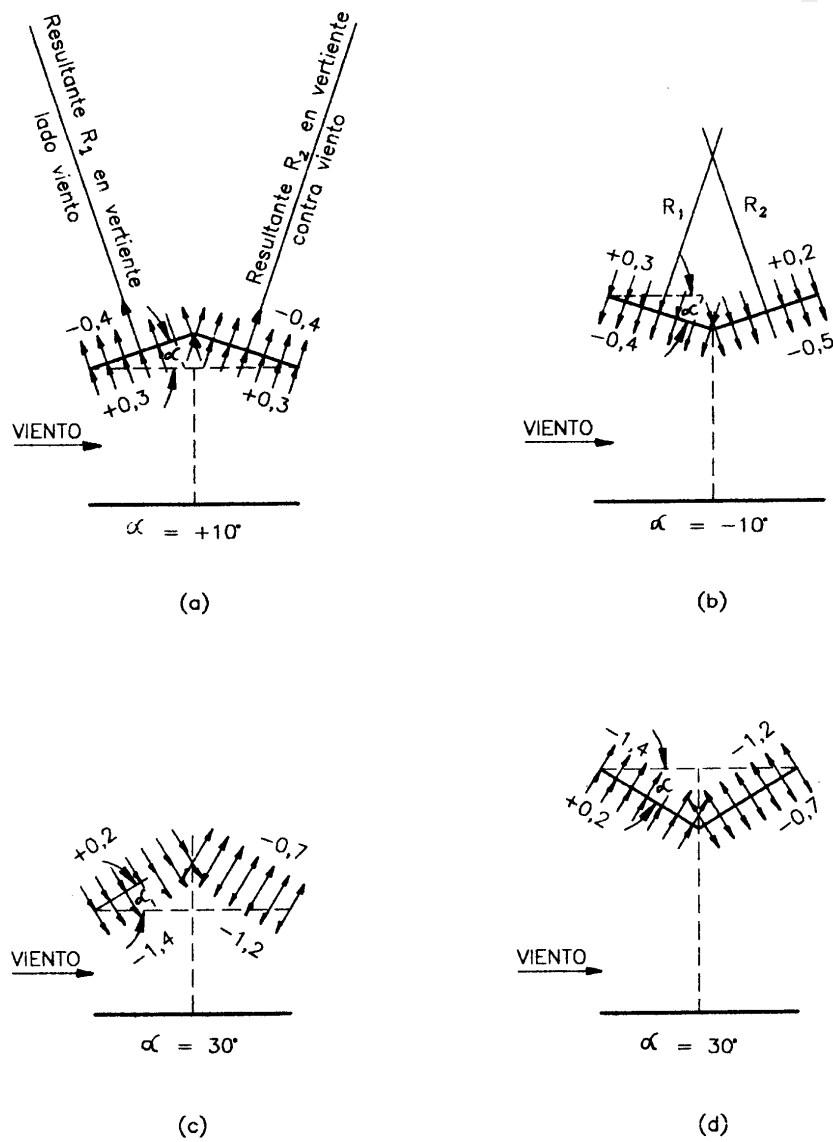 Resultante R₁ en vertiente
lado viento
Resultante R₂ en vertiente
contra viento
-0,4
-0,4
α
+0,3
+0,3
VIENTO
α = +10°
(a)
R₁
R₂
+0,3
+0,2
α
-0,4
-0,5
VIENTO
α = -10°
(b)
+0,2
-0,7
α₁
-1,4
-1,2
VIENTO
α = 30°
(c)
-1,4
-1,2
α
+0,2
-0,7
VIENTO
α = 30°
(d)